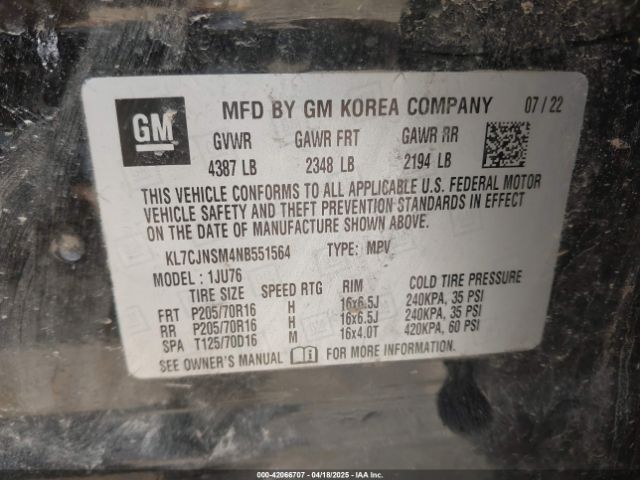 GM
MFD BY GM KOREA COMPANY 07 / 22
GVWR GAWR FRT GAWR RR
4387 LB 2348 LB 2194 LB
THIS VEHICLE CONFORMS TO ALL APPLICABLE U.S. FEDERAL MOTOR
VEHICLE SAFETY AND THEFT PREVENTION STANDARDS IN EFFECT
ON THE DATE OF MANUFACTURE SHOWN ABOVE.
KL7CJNSM4NB551564 TYPE: MPV
MODEL : 1JU76
TIRE SIZE SPEED RTG RIM COLD TIRE PRESSURE
FRT P205/70R16 H 16x6.5J 240KPA, 35 PSI
RR P205/70R16 H 16x6.5J 240KPA, 35 PSI
SPA T125/70D16 M 16x4.0T 420KPA, 60 PSI
SEE OWNER'S MANUAL FOR MORE INFORMATION.
000-42066707 - 04/18/2025 - IAAI.COM